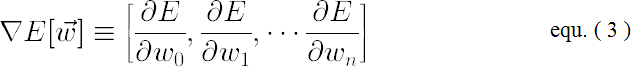 ∇E[w⃗] ≡ [∂E/∂w₀, ∂E/∂w₁, ⋯ ∂E/∂wₙ] equ. ( 3 )